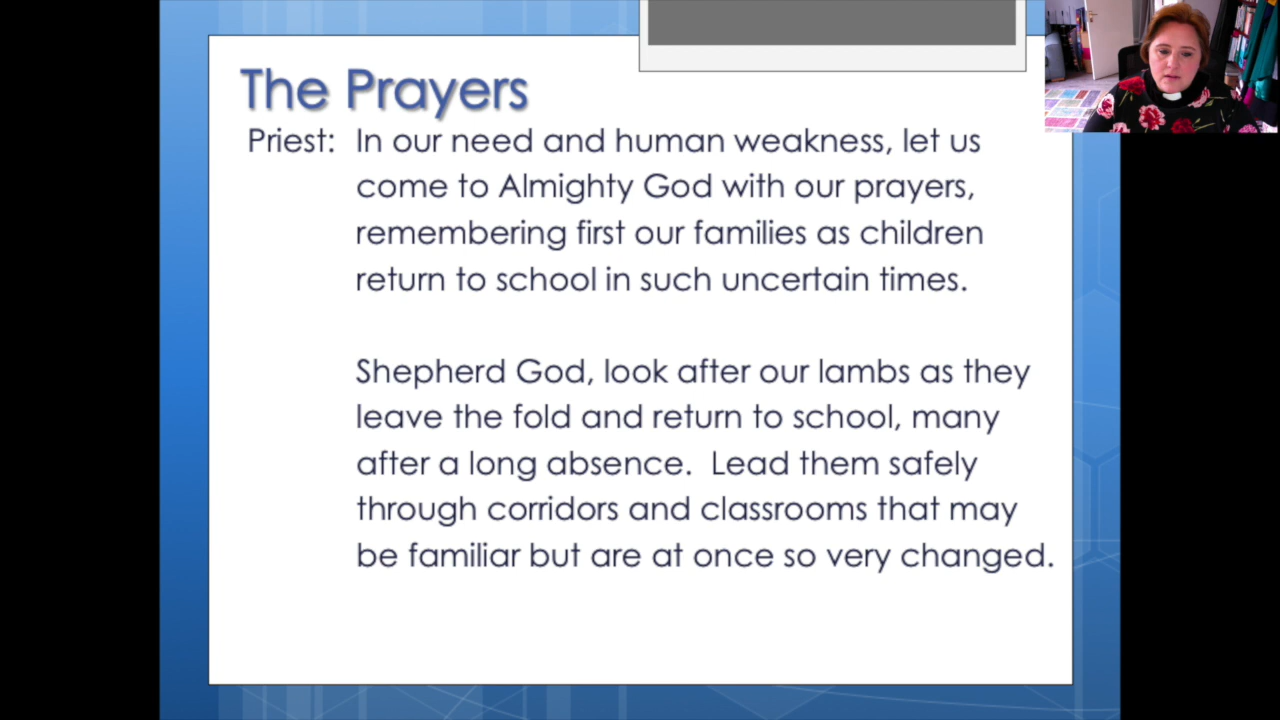 The Prayers
Priest: In our need and human weakness, let us
come to Almighty God with our prayers,
remembering first our families as children
return to school in such uncertain times.
Shepherd God, look after our lambs as they
leave the fold and return to school, many
after a long absence. Lead them safely
through corridors and classrooms that may
be familiar but are at once so very changed.